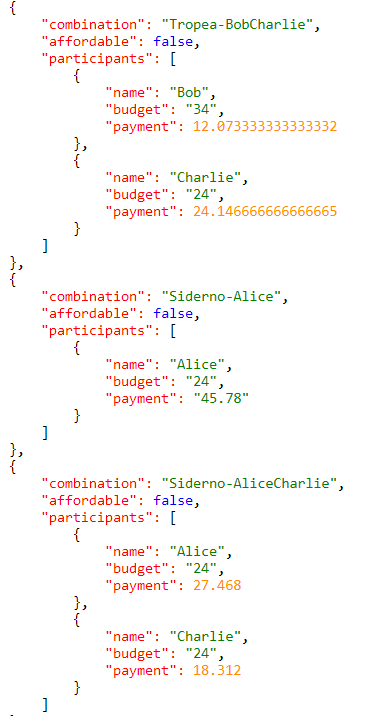 {
    "combination": "Tropea-BobCharlie",
    "affordable": false,
    "participants": [
        {
            "name": "Bob",
            "budget": "34",
            "payment": 12.073333333333332
        },
        {
            "name": "Charlie",
            "budget": "24",
            "payment": 24.146666666666665
        }
    ]
},
{
    "combination": "Siderno-Alice",
    "affordable": false,
    "participants": [
        {
            "name": "Alice",
            "budget": "24",
            "payment": "45.78"
        }
    ]
},
{
    "combination": "Siderno-AliceCharlie",
    "affordable": false,
    "participants": [
        {
            "name": "Alice",
            "budget": "24",
            "payment": 27.468
        },
        {
            "name": "Charlie",
            "budget": "24",
            "payment": 18.312
        }
    ]